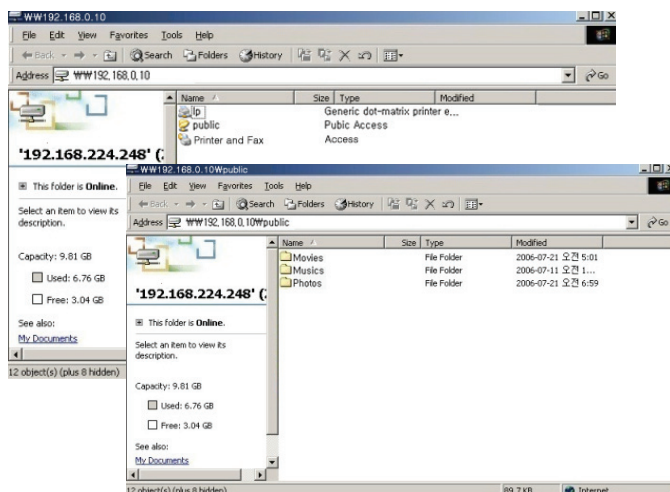 WW192.168.0.10
File Edit View Favorites Tools Help
Back Search Folders History
Address WW192,168,0,10 Go
Name Size Type Modified
lp Generic dot-matrix printer e...
public Pubic Access
Printer and Fax Access
'192.168.224.248' (:
This folder is Online.
Select an item to view its
description.
Capacity: 9.81 GB
Used: 6.76 GB
Free: 3.04 GB
See also:
My Documents
12 object(s) (plus 8 hidden)
WW192.168.0.10Wpublic
File Edit View Favorites Tools Help
Back Search Folders History
Address WW192,168,0,10Wpublic Go
Name Size Type Modified
Movies File Folder 2006-07-21 오전 5:01
Musics File Folder 2006-07-11 오전 1...
Photos File Folder 2006-07-21 오전 6:59
'192.168.224.248' (:
This folder is Online.
Select an item to view its
description.
Capacity: 9.81 GB
Used: 6.76 GB
Free: 3.04 GB
See also:
My Documents
12 object(s) (plus 8 hidden) 89.7 KB Internet